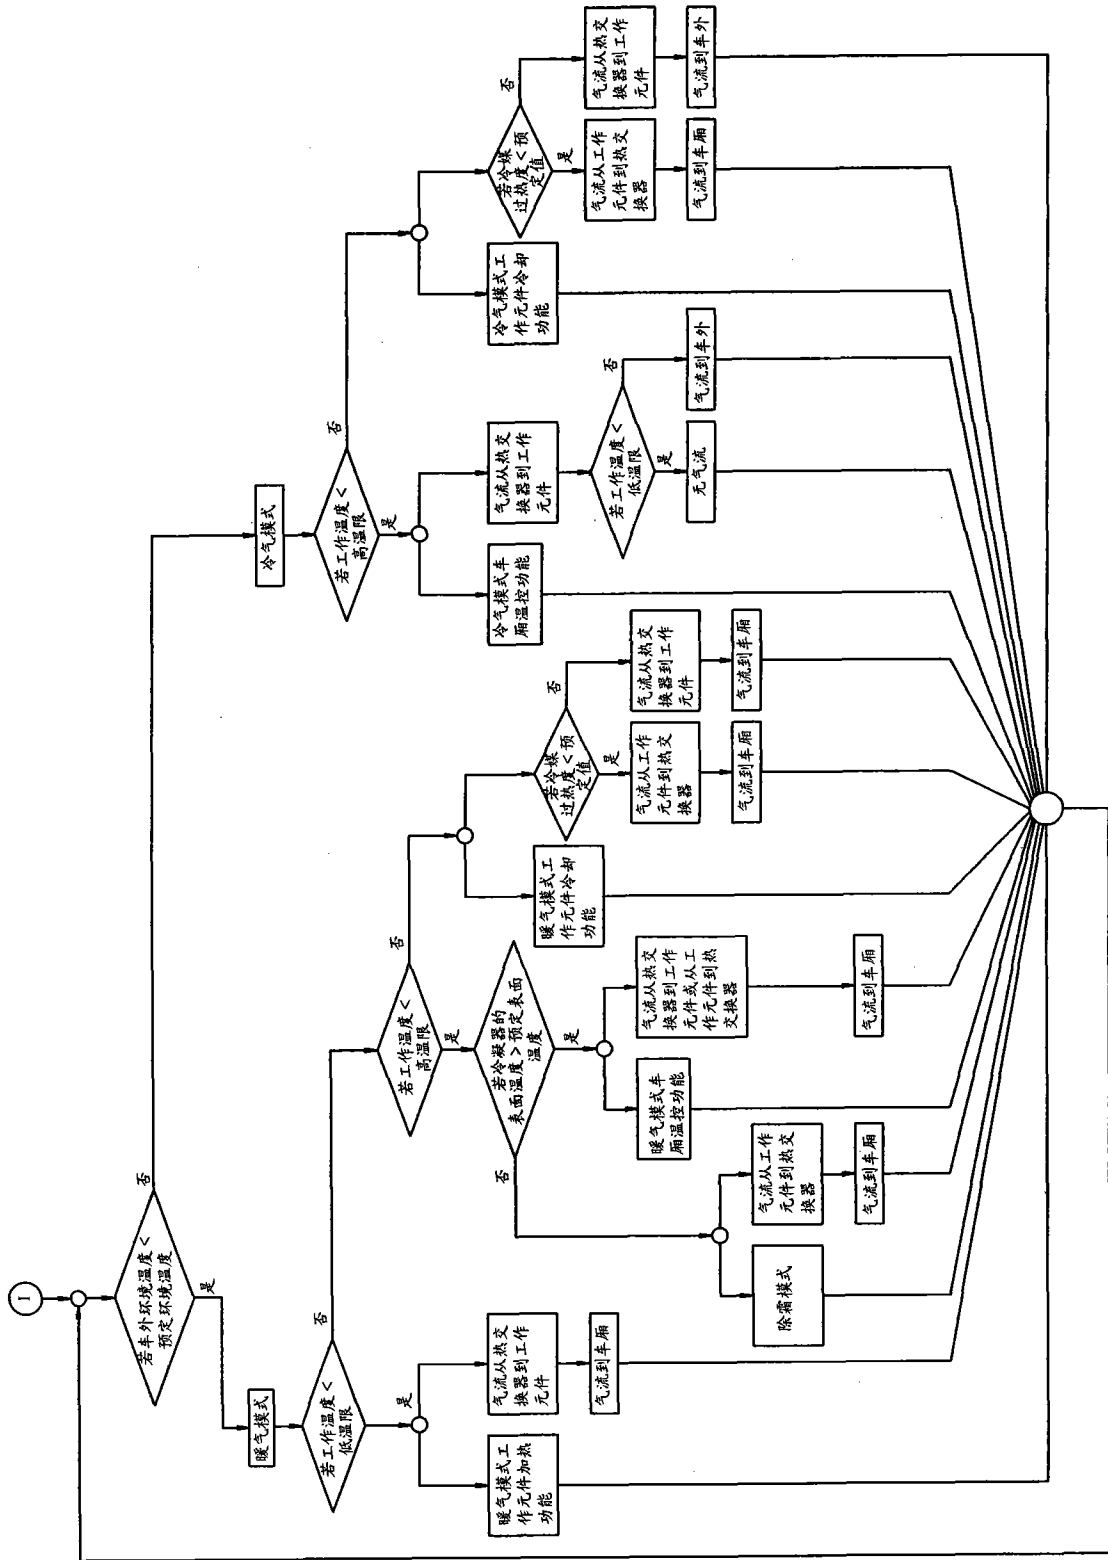 I
若车外环境温度<
预定环境温度
是
否
暖气模式
冷气模式
若工作温度<
低温限
是
否
暖气模式工
作元件加热
功能
气流从热交
换器到工作
元件
气流到车厢
若工作温度<
高温限
是
否
若冷凝器的
表面温度>预定表面
温度
否
是
除霜模式
气流从工作
元件到热交
换器
气流到车厢
暖气模式车
厢温控功能
气流从热交
换器到工作
元件或从工
作元件到热
交换器
气流到车厢
暖气模式工
作元件冷却
功能
若冷媒
过热度<预
定值
是
否
气流从工作
元件到热交
换器
气流到车厢
气流从热交
换器到工作
元件
气流到车厢
若工作温度<
高温限
是
否
冷气模式车
厢温控功能
气流从热交
换器到工作
元件
若工作温度<
低温限
是
否
元气流
气流到车外
冷气模式工
作元件冷却
功能
若冷媒
过热度<预
定值
是
否
气流从工作
元件到热交
换器
气流到车厢
气流从热交
换器到工作
元件
气流到车外